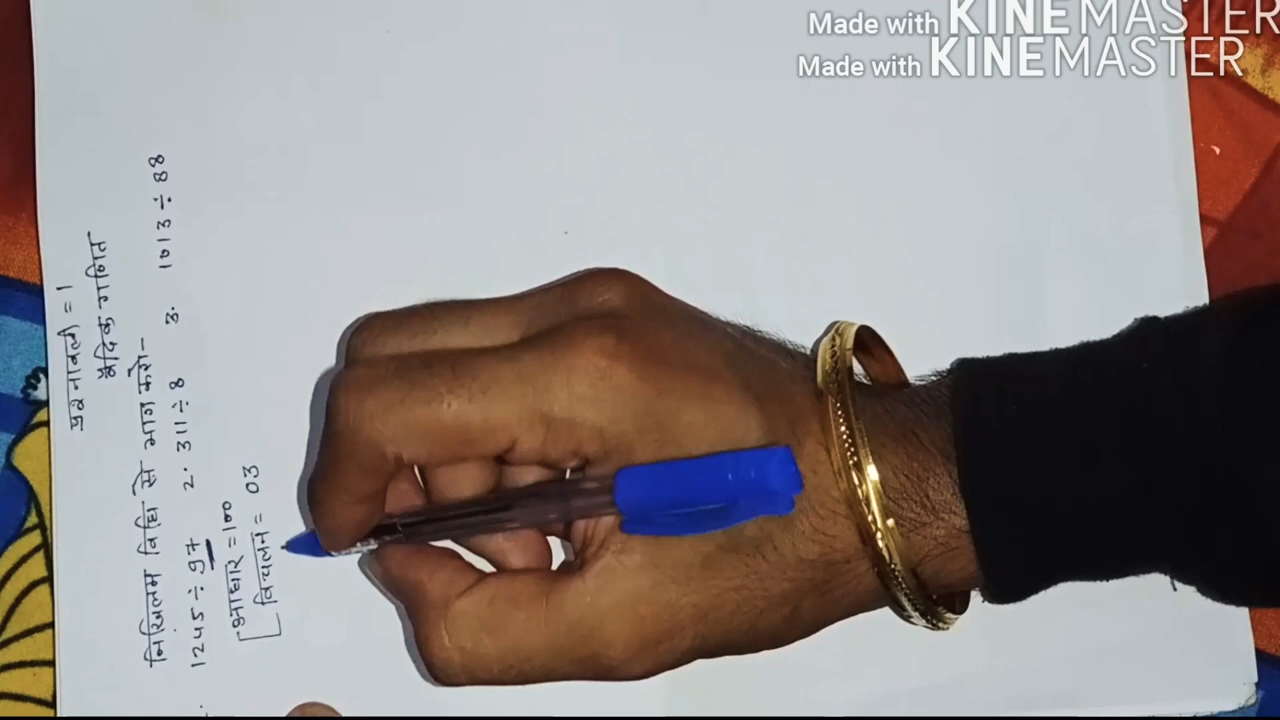 Made with KINEMASTER
Made with KINEMASTER
प्रश्नावली = 1
वैदिक गणित
निखिलम विधि से भाग करो-
1245 ÷ 97 2. 311 ÷ 8 3. 1013 ÷ 88
आधार = 100
विचलन = 03